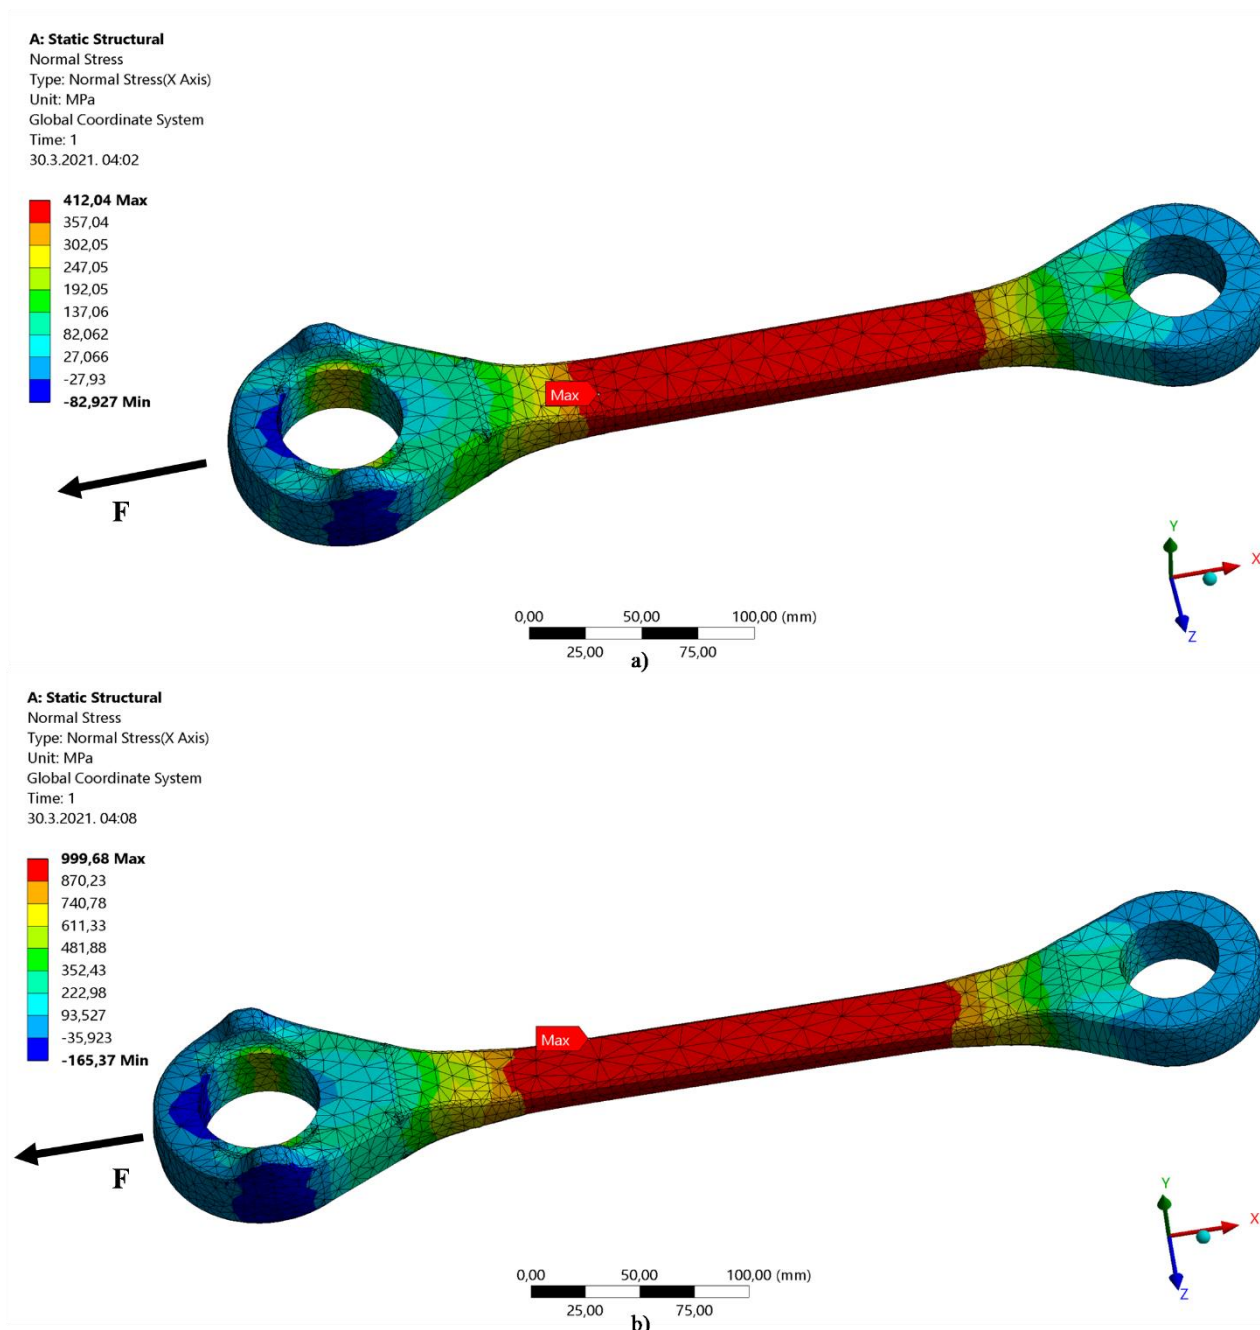 A: Static Structural
Normal Stress
Type: Normal Stress(X Axis)
Unit: MPa
Global Coordinate System
Time: 1
30.3.2021. 04:02
412,04 Max
357,04
302,05
247,05
192,05
137,06
82,062
27,066
-27,93
-82,927 Min
Max
F
Y
X
Z
0,00 50,00 100,00 (mm)
25,00 75,00
a)
A: Static Structural
Normal Stress
Type: Normal Stress(X Axis)
Unit: MPa
Global Coordinate System
Time: 1
30.3.2021. 04:08
999,68 Max
870,23
740,78
611,33
481,88
352,43
222,98
93,527
-35,923
-165,37 Min
Max
F
Y
X
Z
0,00 50,00 100,00 (mm)
25,00 75,00
b)